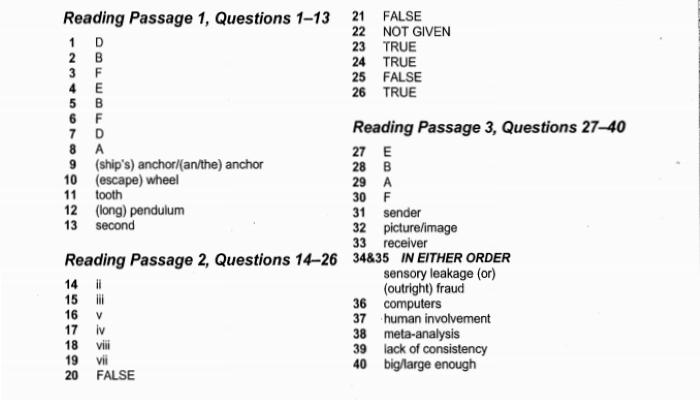 Reading Passage 1, Questions 1–13
1 D
2 B
3 F
4 E
5 B
6 F
7 D
8 A
9 (ship's) anchor/(an/the) anchor
10 (escape) wheel
11 tooth
12 (long) pendulum
13 second
Reading Passage 2, Questions 14–26
14 ii
15 iii
16 v
17 iv
18 viii
19 vii
20 FALSE
21 FALSE
22 NOT GIVEN
23 TRUE
24 TRUE
25 FALSE
26 TRUE
Reading Passage 3, Questions 27–40
27 E
28 B
29 A
30 F
31 sender
32 picture/image
33 receiver
34&35 IN EITHER ORDER
sensory leakage (or)
(outright) fraud
36 computers
37 human involvement
38 meta-analysis
39 lack of consistency
40 big/large enough